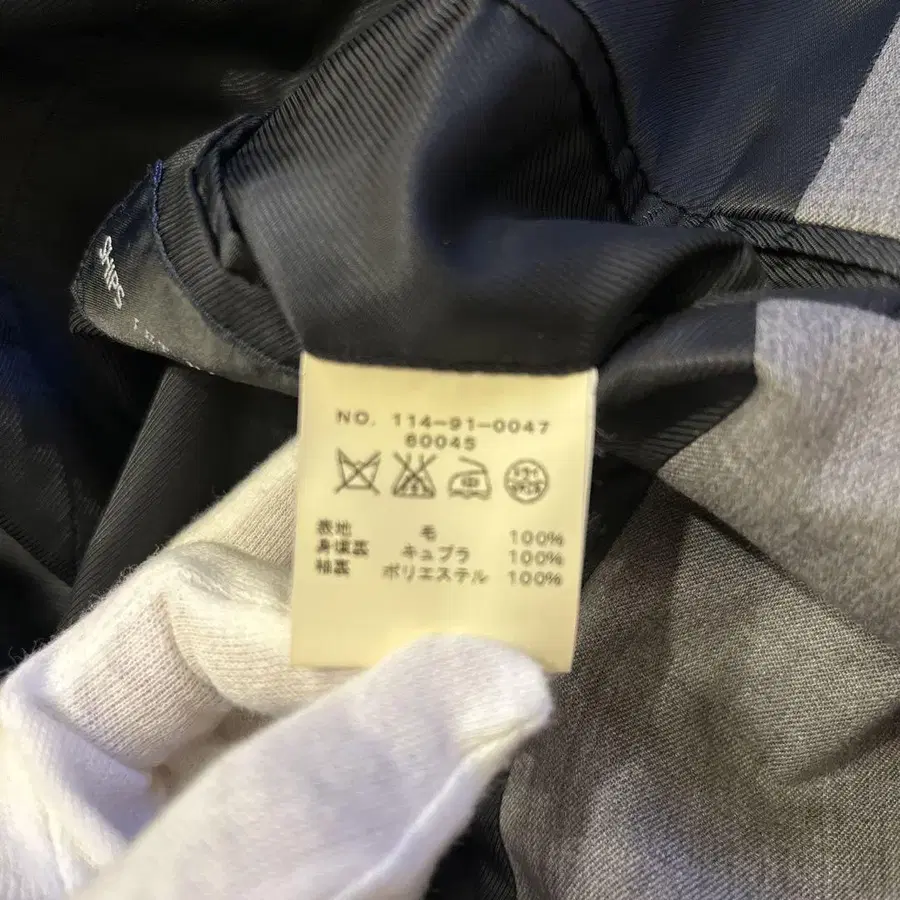 SHIPS
NO. 114-91-0047
60045
表地 毛 100%
身頃裏 キュプラ 100%
袖裏 ポリエステル 100%